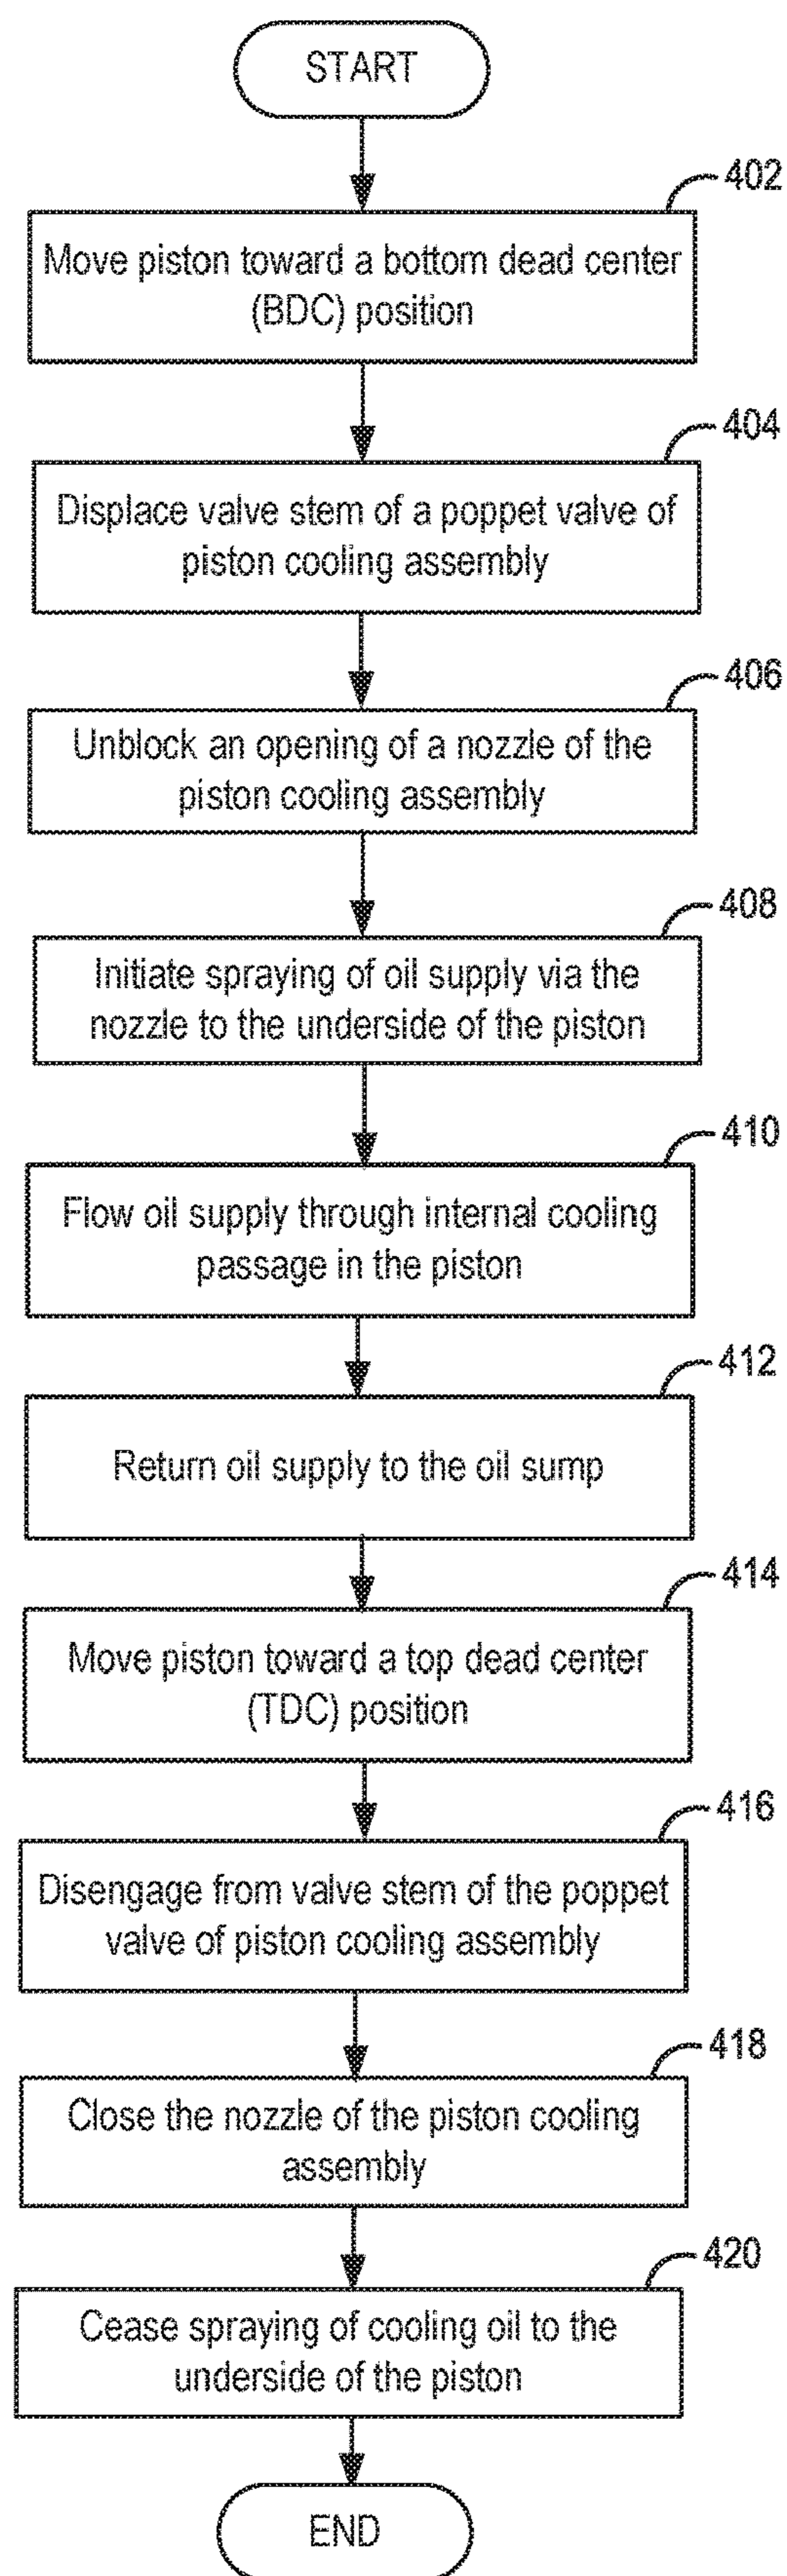 START
402
Move piston toward a bottom dead center
(BDC) position
404
Displace valve stem of a poppet valve of
piston cooling assembly
406
Unblock an opening of a nozzle of the
piston cooling assembly
408
Initiate spraying of oil supply via the
nozzle to the underside of the piston
410
Flow oil supply through internal cooling
passage in the piston
412
Return oil supply to the oil sump
414
Move piston toward a top dead center
(TDC) position
416
Disengage from valve stem of the poppet
valve of piston cooling assembly
418
Close the nozzle of the piston cooling
assembly
420
Cease spraying of cooling oil to the
underside of the piston
END